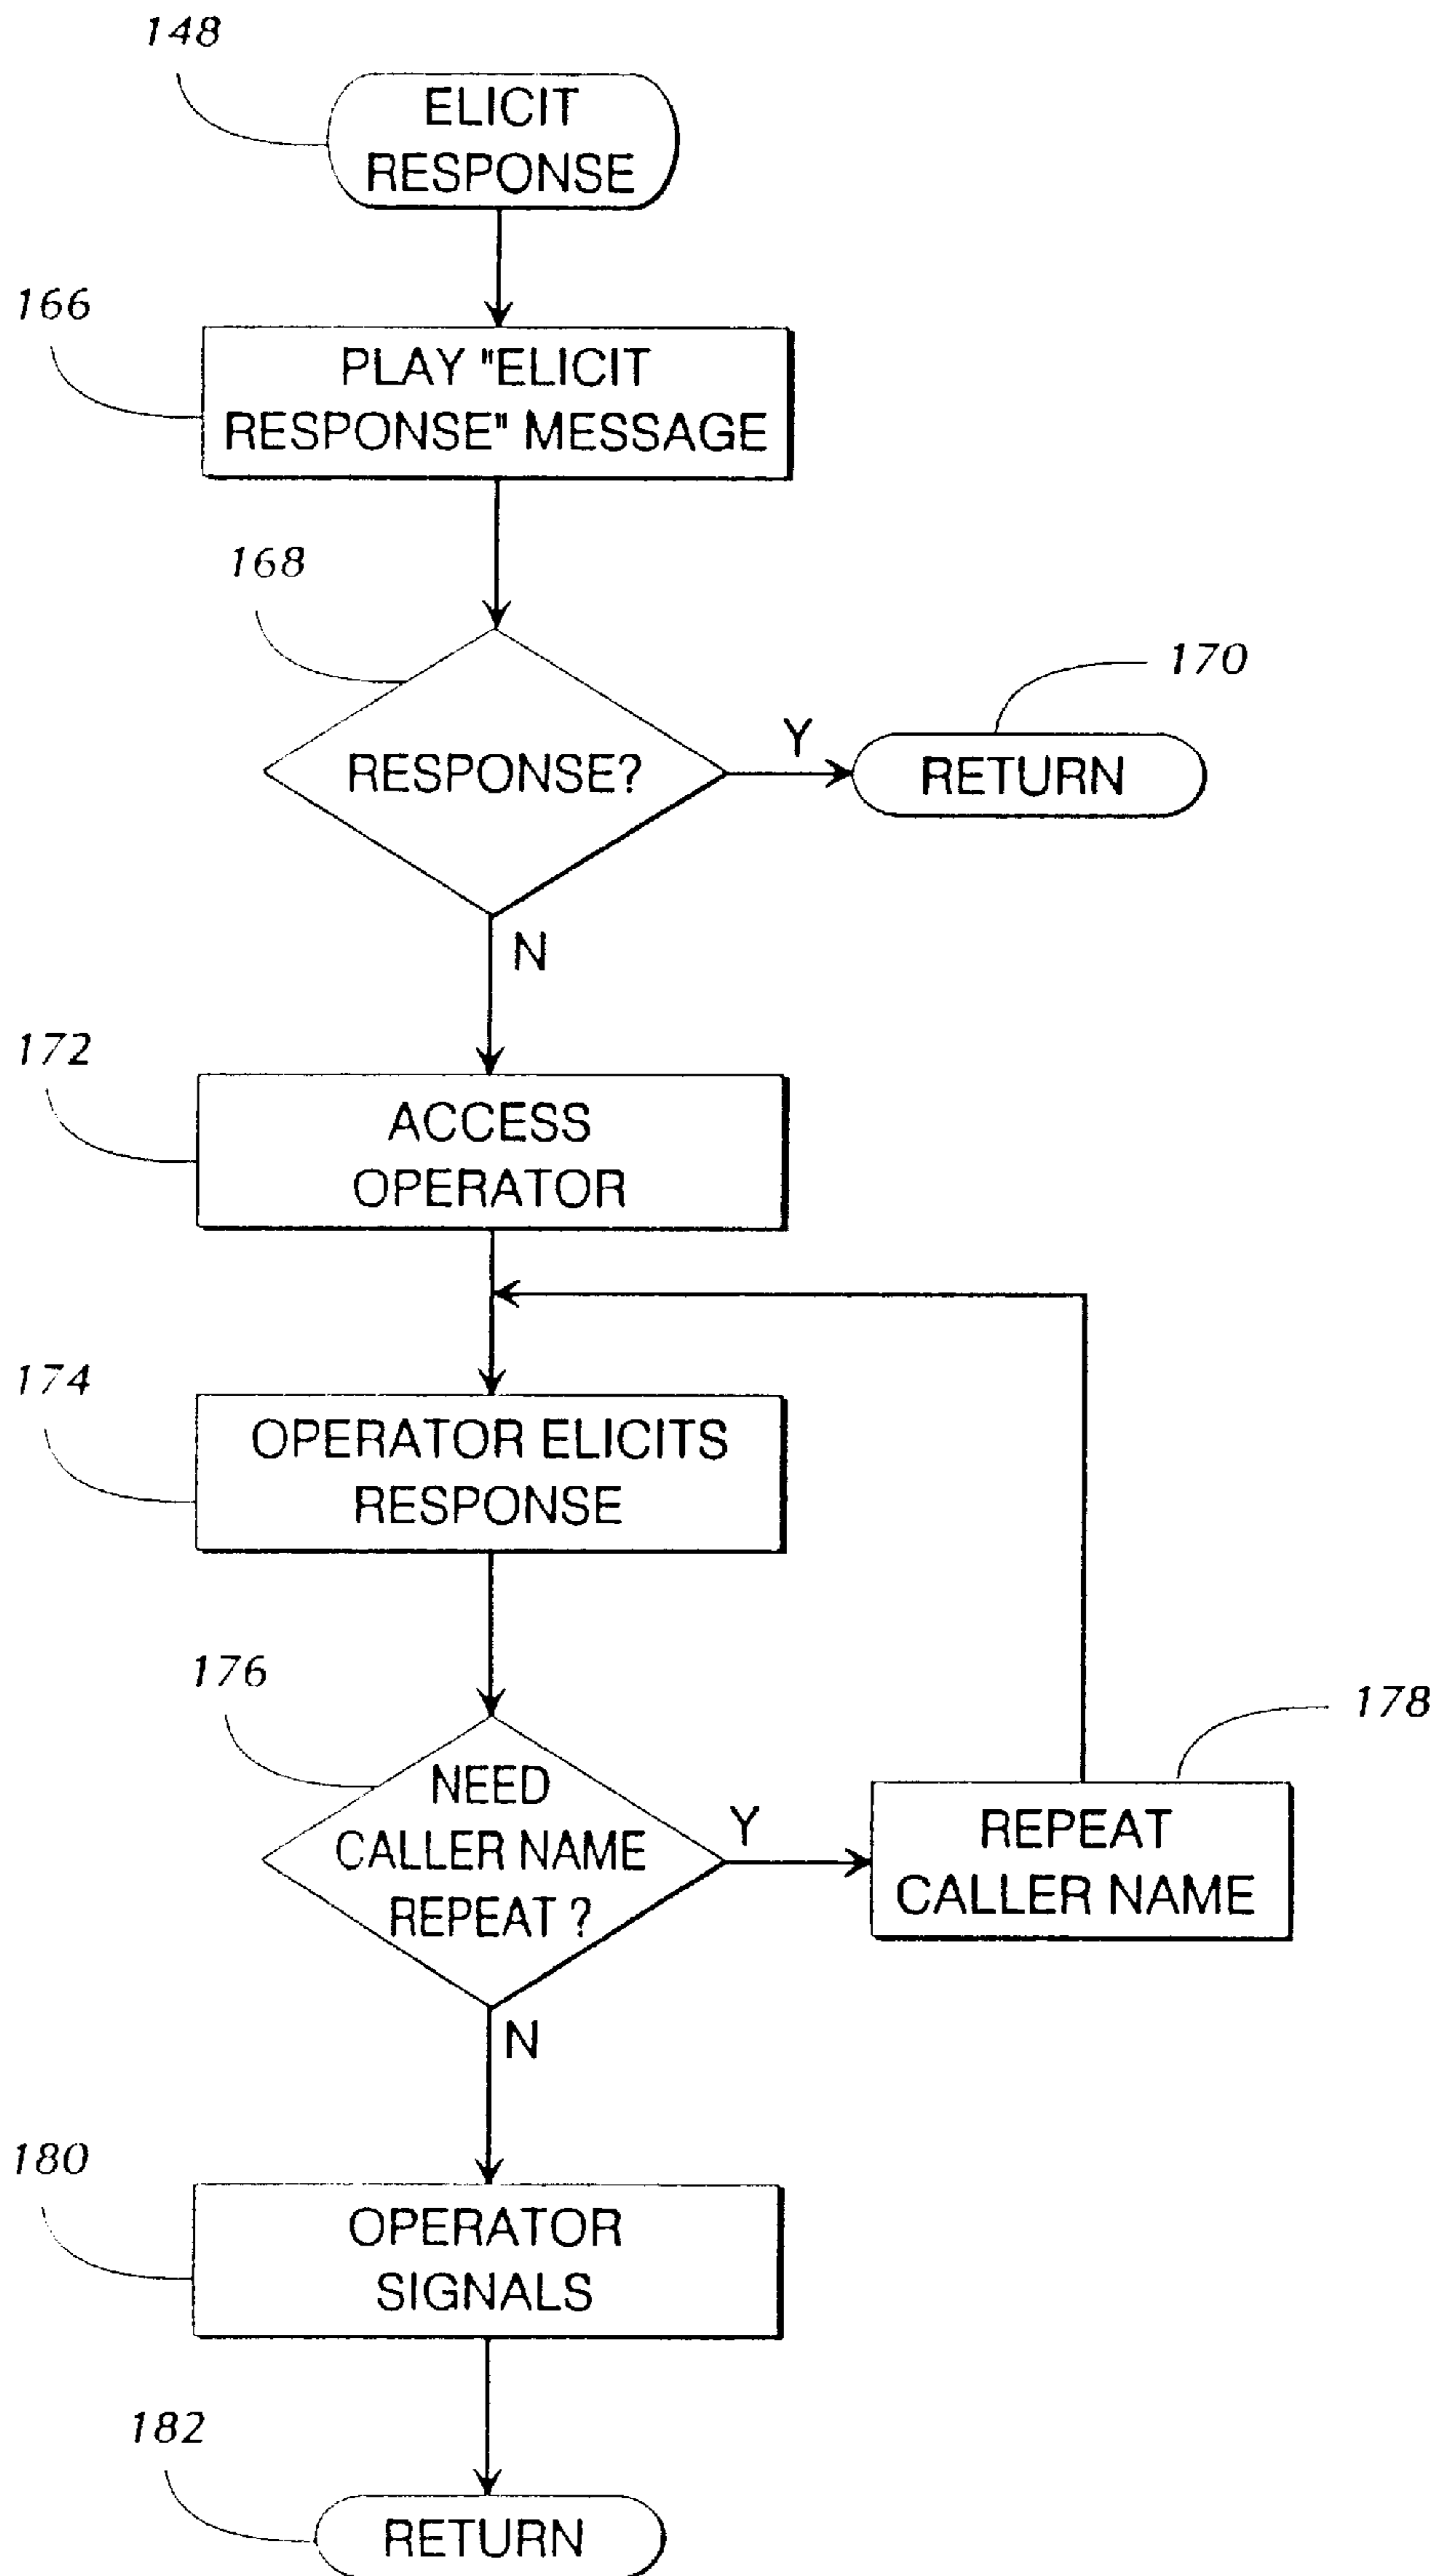 148
ELICIT
RESPONSE
166
PLAY "ELICIT
RESPONSE" MESSAGE
168
RESPONSE?
Y
170
RETURN
N
172
ACCESS
OPERATOR
174
OPERATOR ELICITS
RESPONSE
176
NEED
CALLER NAME
REPEAT ?
Y
178
REPEAT
CALLER NAME
N
180
OPERATOR
SIGNALS
182
RETURN